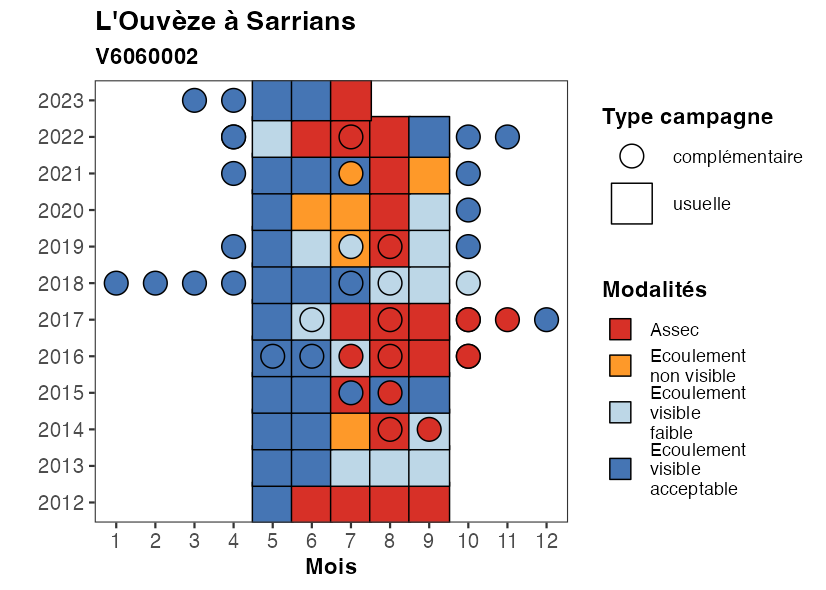 L'Ouvèze à Sarrians
V6060002
2023
2022
2021
2020
2019
2018
2017
2016
2015
2014
2013
2012
1 2 3 4 5 6 7 8 9 10 11 12
Mois
Type campagne
complémentaire
usuelle
Modalités
Assec
Ecoulement
non visible
Ecoulement
visible
faible
Ecoulement
visible
acceptable